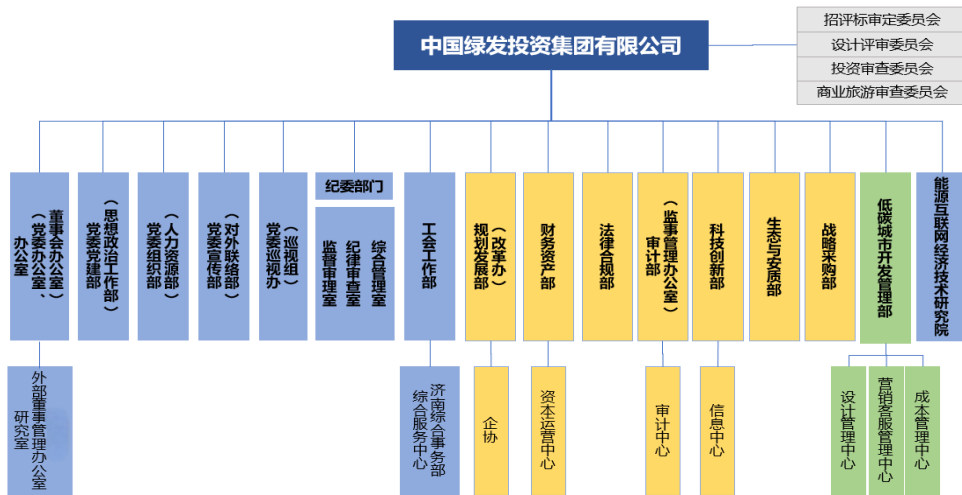 中国绿发投资集团有限公司
招评标审定委员会
设计评审委员会
投资审查委员会
商业旅游审查委员会
办公室
（党委办公室、
董事会办公室）
党委党建部
（思想政治工作部）
党委组织部
（人力资源部）
党委宣传部
（对外联络部）
党委巡视办
（巡视组）
纪委部门
监督审理室
纪律审查室
综合管理室
工会工作部
规划发展部
（改革办）
财务资产部
法律合规部
审计部
（监事管理办公室）
科技创新部
生态与安质部
战略采购部
低碳城市开发管理部
能源互联网经济技术研究院
研究室
外部董事管理办公室
综合服务中心
济南综合事务部
企协
资本运营中心
审计中心
信息中心
设计管理中心
营销客服管理中心
成本管理中心